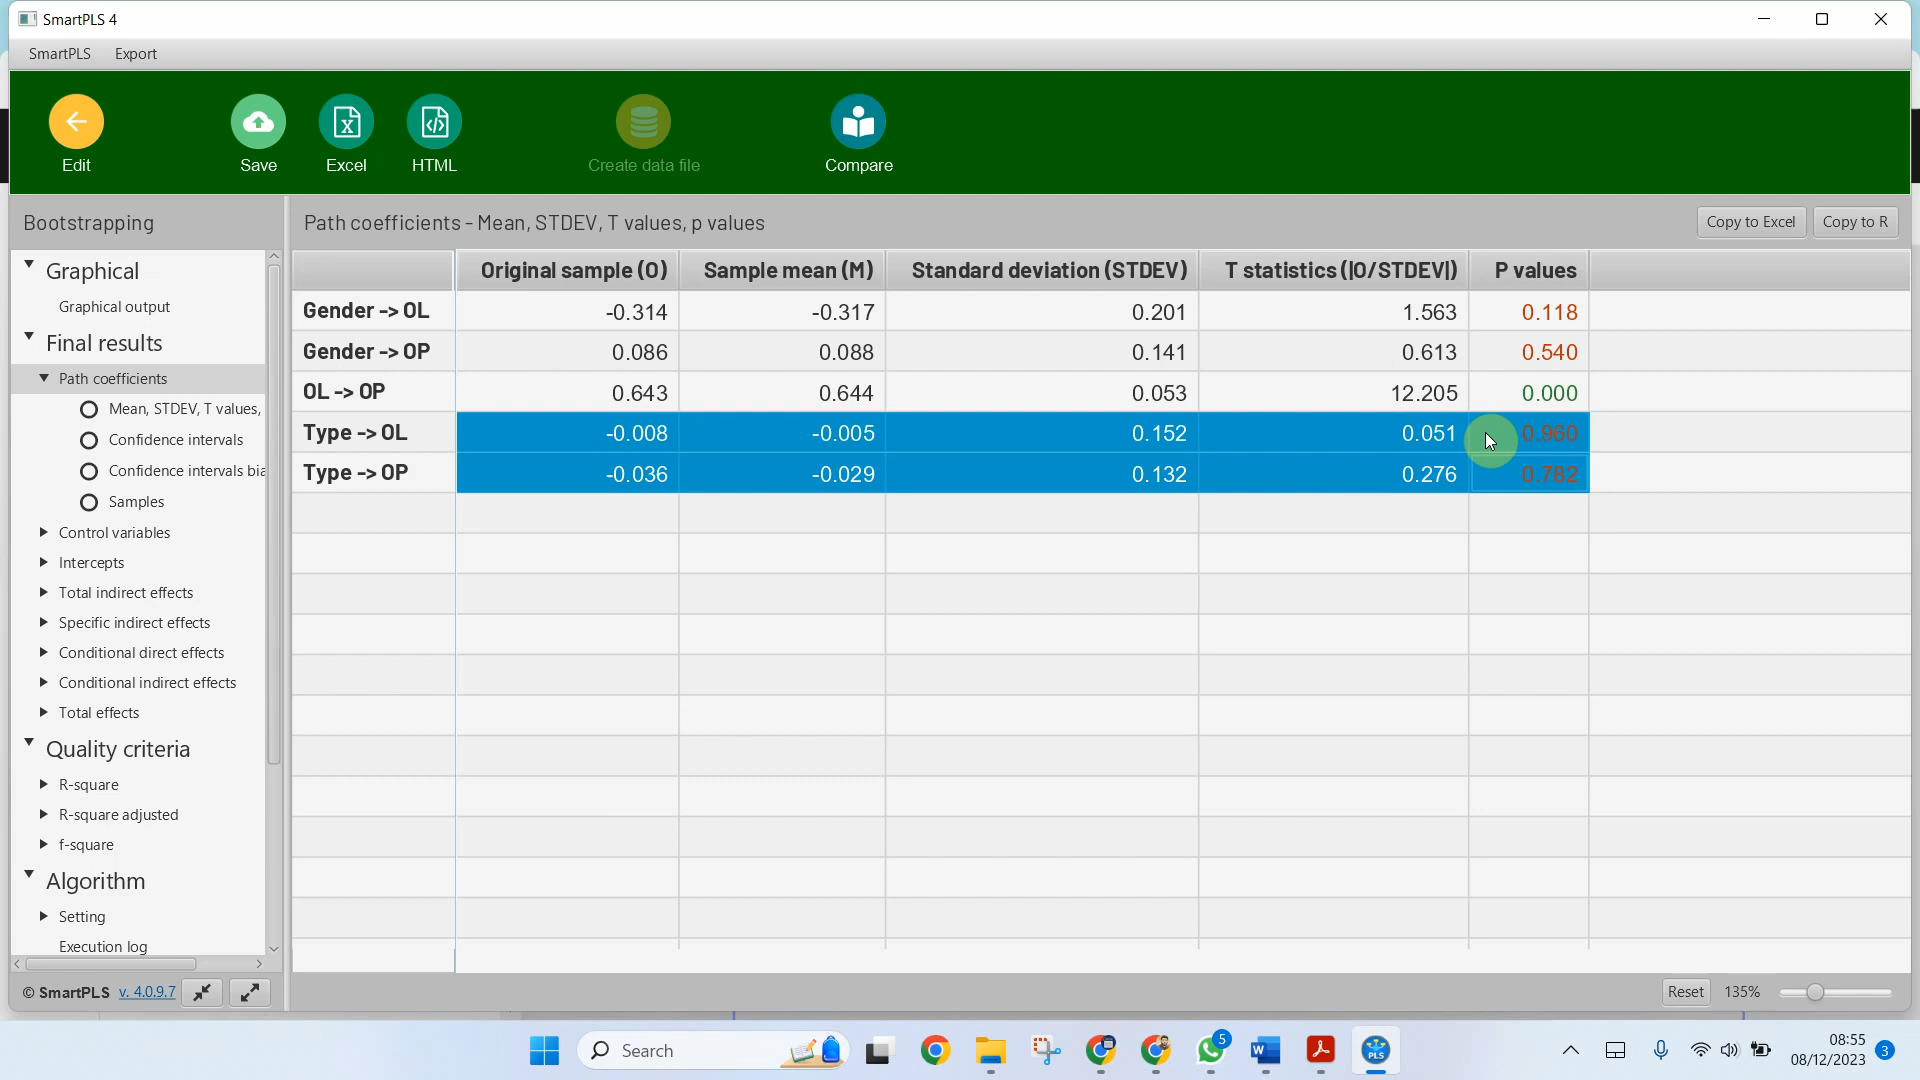 SmartPLS 4
SmartPLS Export
Edit Save Excel HTML Create data file Compare
Bootstrapping
Path coefficients - Mean, STDEV, T values, p values
Copy to Excel Copy to R
Graphical
Graphical output
Final results
Path coefficients
Mean, STDEV, T values,
Confidence intervals
Confidence intervals bia
Samples
Control variables
Intercepts
Total indirect effects
Specific indirect effects
Conditional direct effects
Conditional indirect effects
Total effects
Quality criteria
R-square
R-square adjusted
f-square
Algorithm
Setting
Execution log
Original sample (O) Sample mean (M) Standard deviation (STDEV) T statistics (|O/STDEV|) P values
Gender -> OL -0.314 -0.317 0.201 1.563 0.118
Gender -> OP 0.086 0.088 0.141 0.613 0.540
OL -> OP 0.643 0.644 0.053 12.205 0.000
Type -> OL -0.008 -0.005 0.152 0.051 0.960
Type -> OP -0.036 -0.029 0.132 0.276 0.782
© SmartPLS v. 4.0.9.7
Reset 135%
Search
5
PLS
08:55
08/12/2023
3